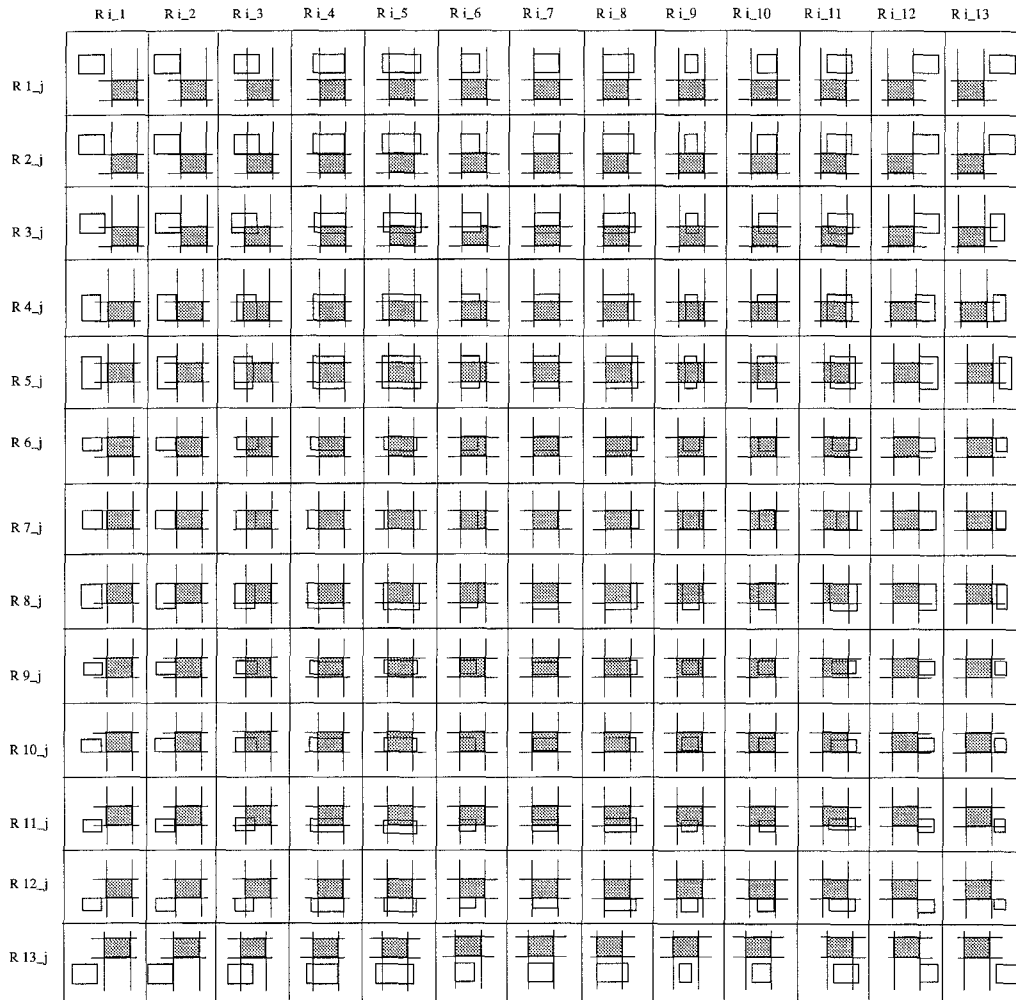 R i_1 R i_2 R i_3 R i_4 R i_5 R i_6 R i_7 R i_8 R i_9 R i_10 R i_11 R i_12 R i_13
R 1_j
R 2_j
R 3_j
R 4_j
R 5_j
R 6_j
R 7_j
R 8_j
R 9_j
R 10_j
R 11_j
R 12_j
R 13_j